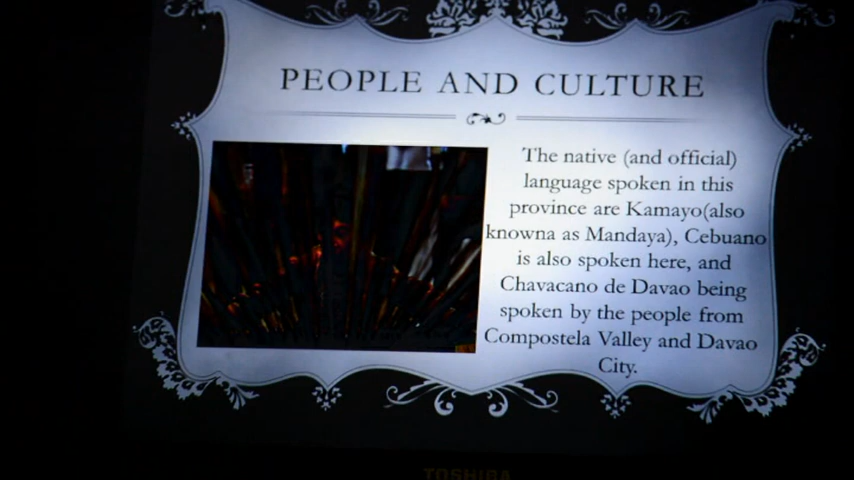 PEOPLE AND CULTURE
The native (and official)
language spoken in this
province are Kamayo(also
knowna as Mandaya), Cebuano
is also spoken here, and
Chavacano de Davao being
spoken by the people from
Compostela Valley and Davao
City.
TOSHIBA